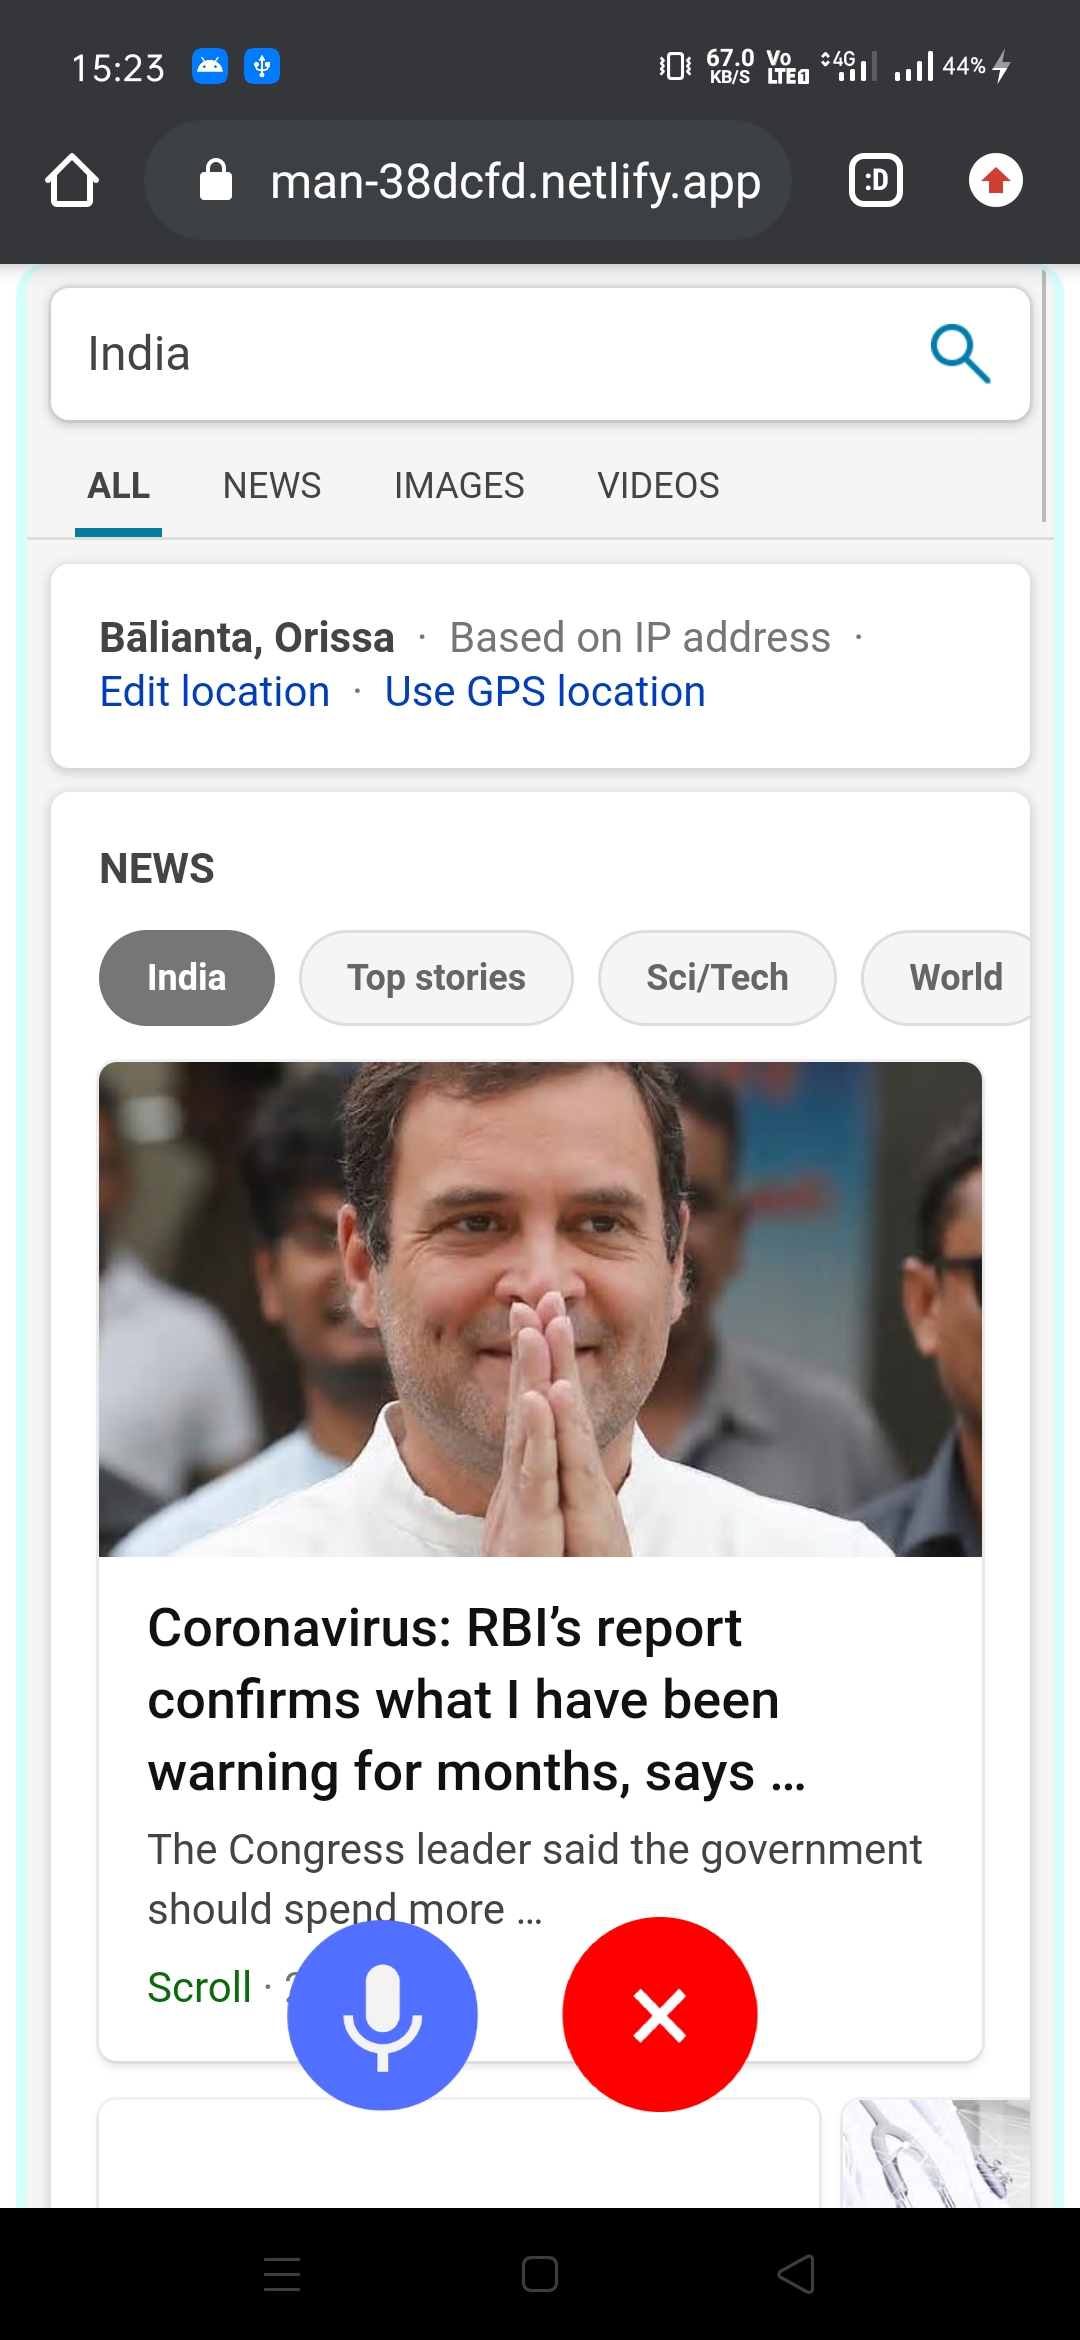 15:23 67.0 KB/S Vo LTE1 4G 44%
man-38dcfd.netlify.app :D
India
ALL NEWS IMAGES VIDEOS
Bālianta, Orissa · Based on IP address ·
Edit location · Use GPS location
NEWS
India Top stories Sci/Tech World
Coronavirus: RBI’s report
confirms what I have been
warning for months, says ...
The Congress leader said the government
should spend more ...
Scroll ·